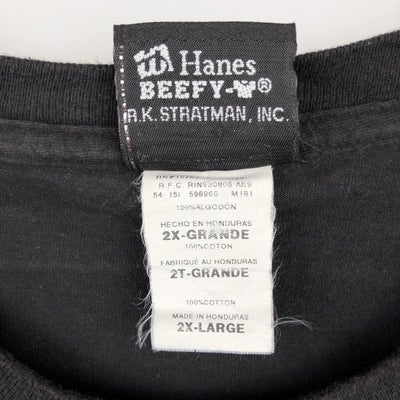 Hanes
BEEFY-T®
R.K. STRATMAN, INC.
R.F.C. RIN930805 AE9
54 15I 598960 M161
100%ALGODON
HECHO EN HONDURAS
2X-GRANDE
100%COTON
FABRIQUÉ AU HONDURAS
2T-GRANDE
100%COTTON
MADE IN HONDURAS
2X-LARGE